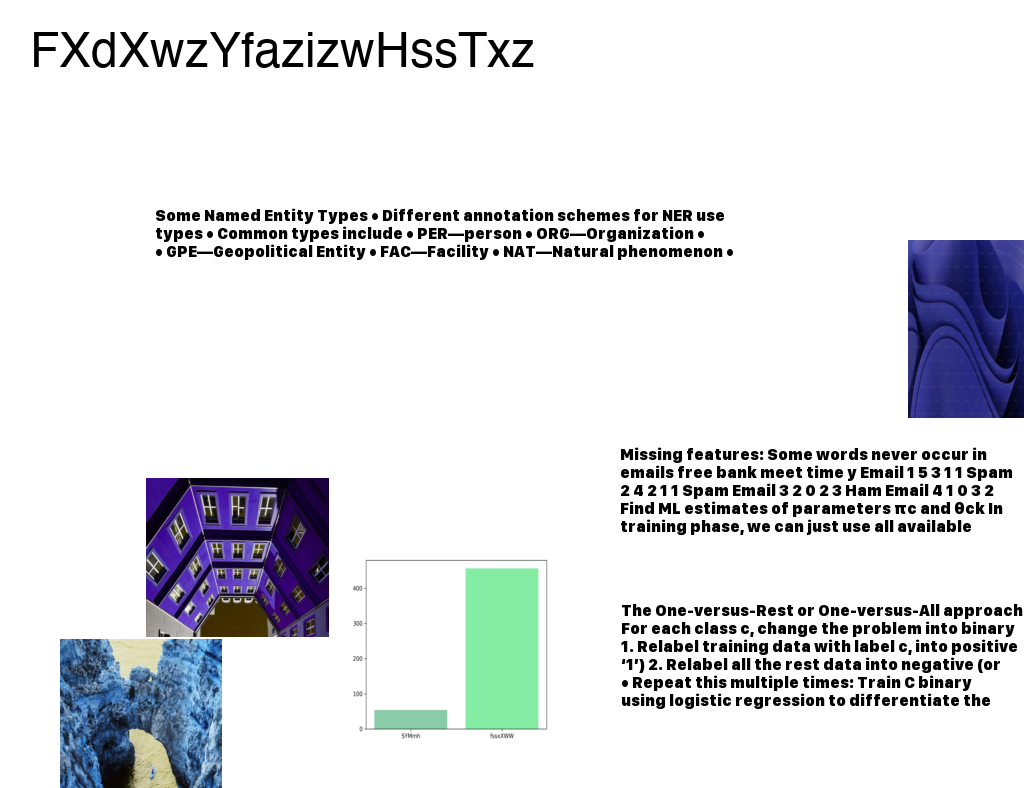 FXdXwzYfazizwHssTxz
Some Named Entity Types • Different annotation schemes for NER use
types • Common types include • PER—person • ORG—Organization •
• GPE—Geopolitical Entity • FAC—Facility • NAT—Natural phenomenon •
Missing features: Some words never occur in
emails free bank meet time y Email 1 5 3 1 1 Spam
2 4 2 1 1 Spam Email 3 2 0 2 3 Ham Email 4 1 0 3 2
Find ML estimates of parameters πc and θck In
training phase, we can just use all available
400
300
200
100
0
SYMmh
fssxXWW
The One-versus-Rest or One-versus-All approach
For each class c, change the problem into binary
1. Relabel training data with label c, into positive
‘1’) 2. Relabel all the rest data into negative (or
• Repeat this multiple times: Train C binary
using logistic regression to differentiate the